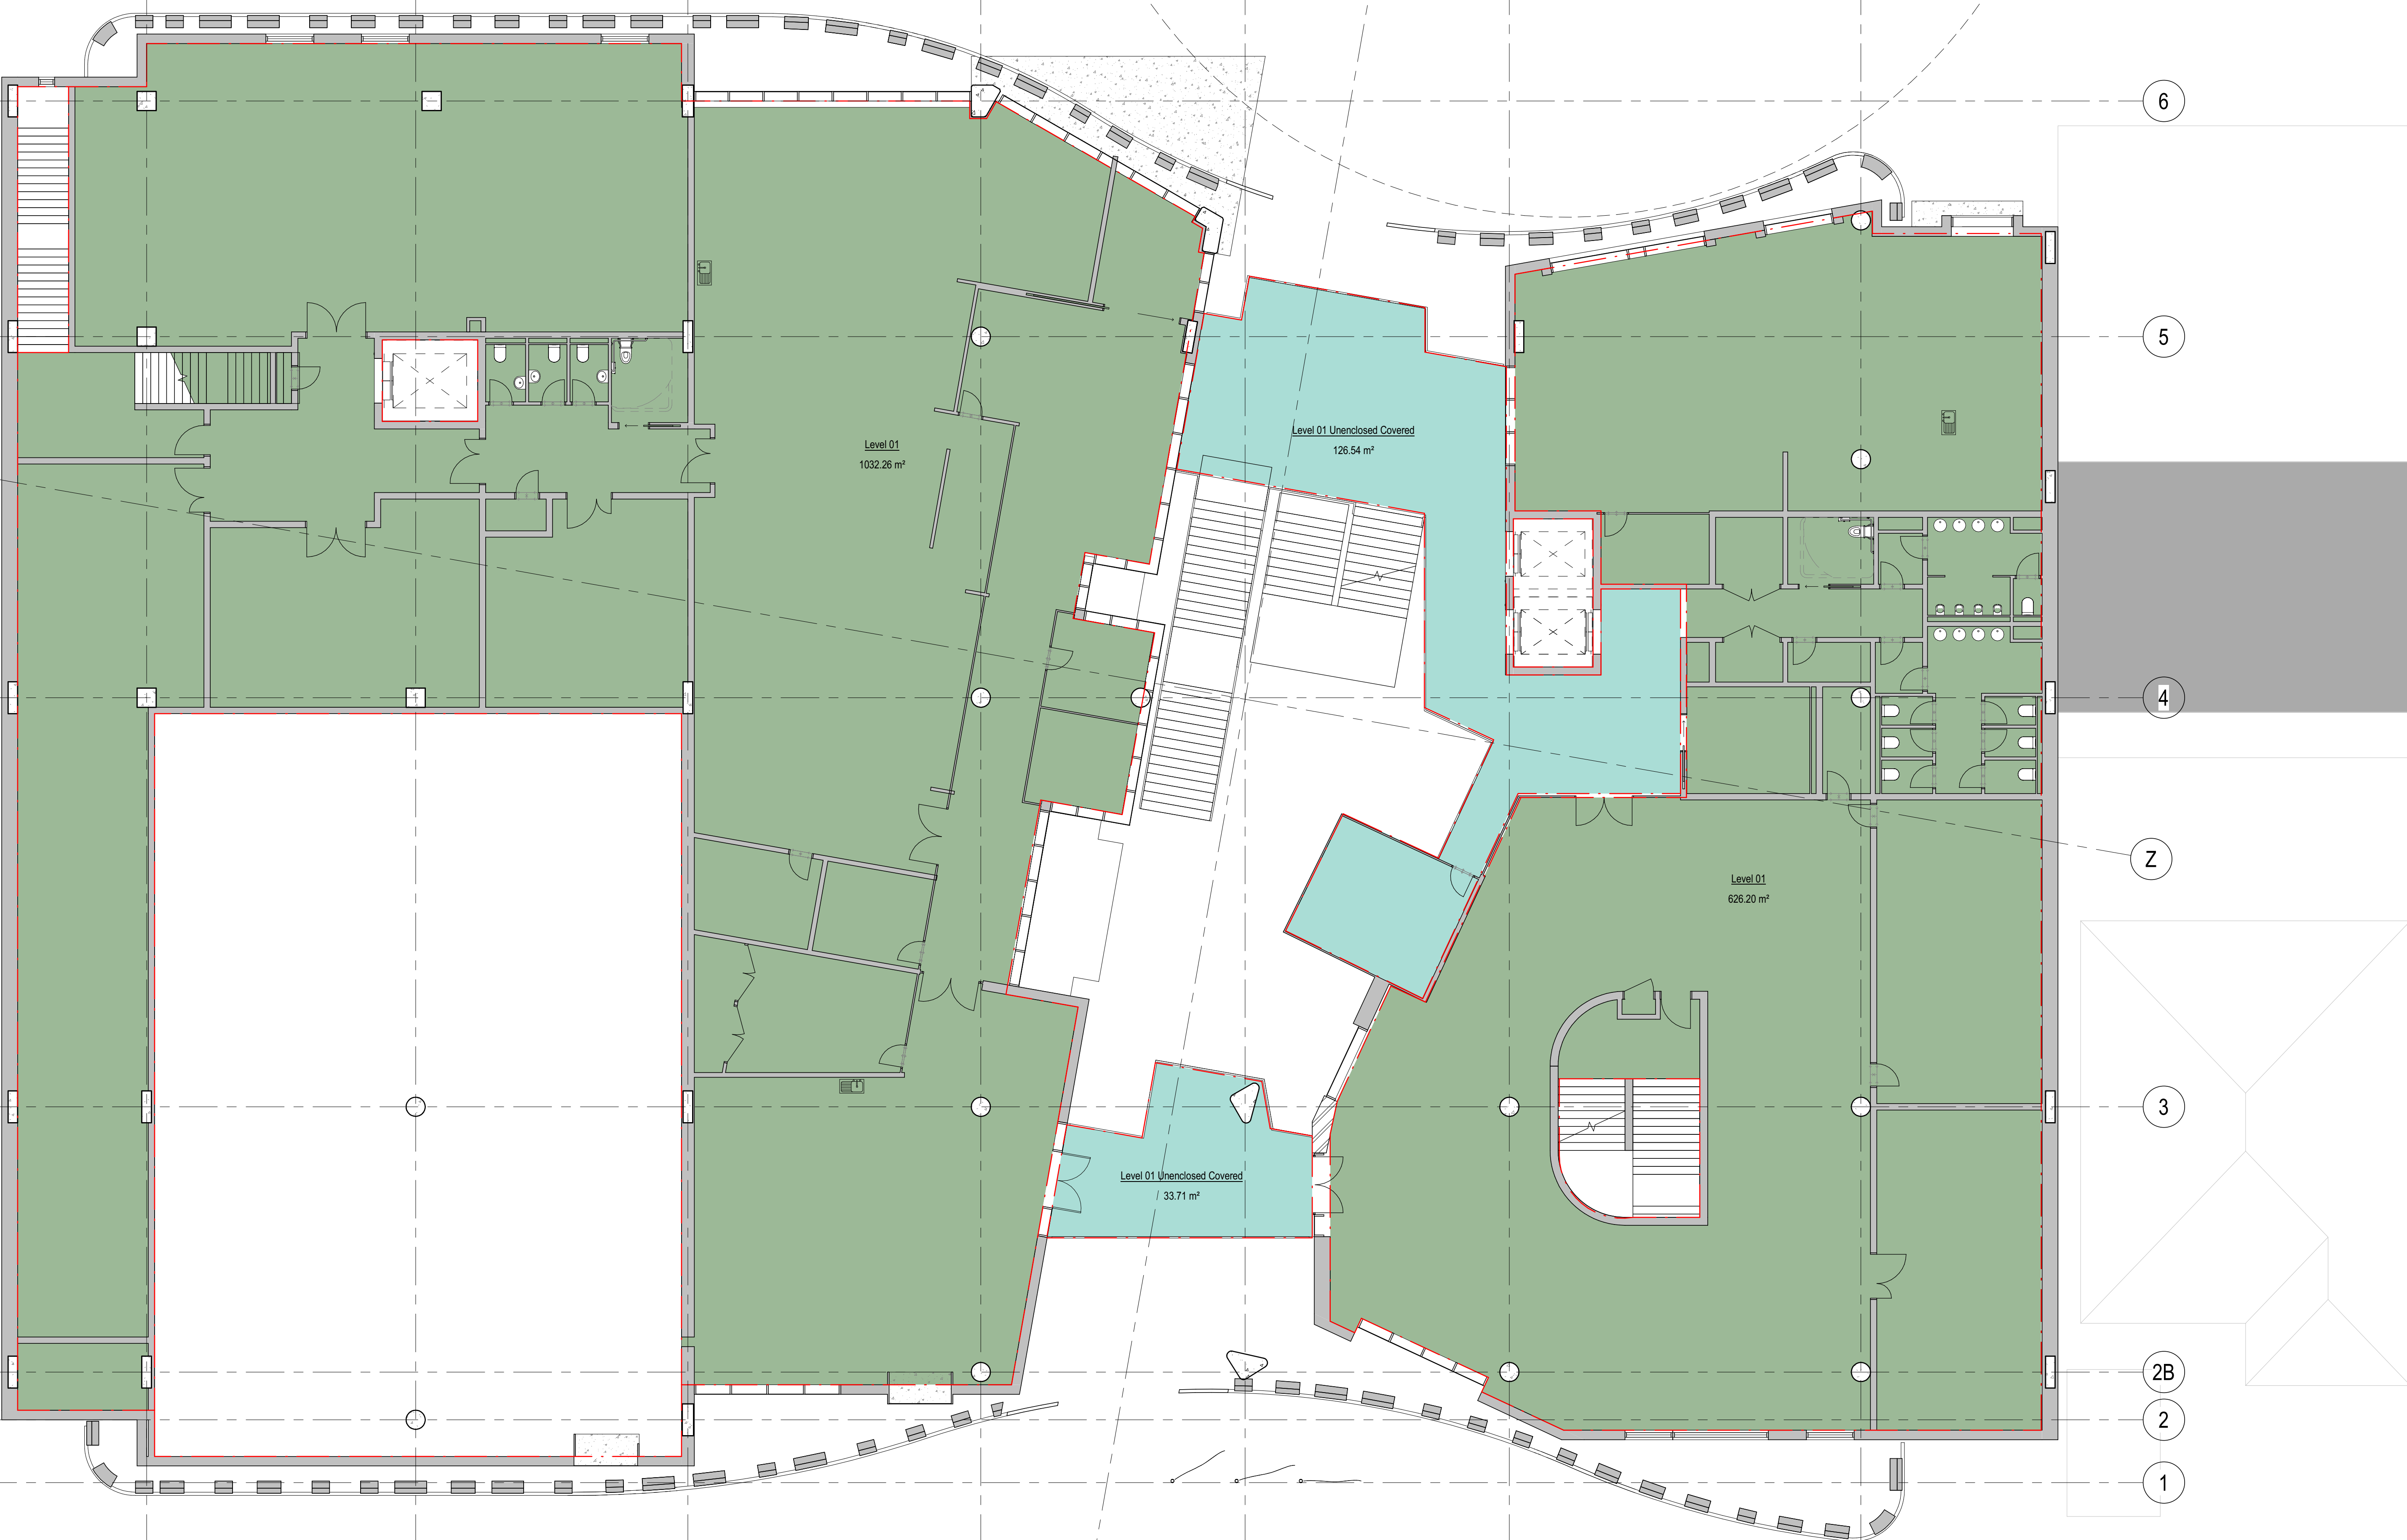 6
5
Level 01 Unenclosed Covered
126.54 m²
Level 01
1032.26 m²
4
Z
Level 01
626.20 m²
3
Level 01 Unenclosed Covered
33.71 m²
2B
2
1